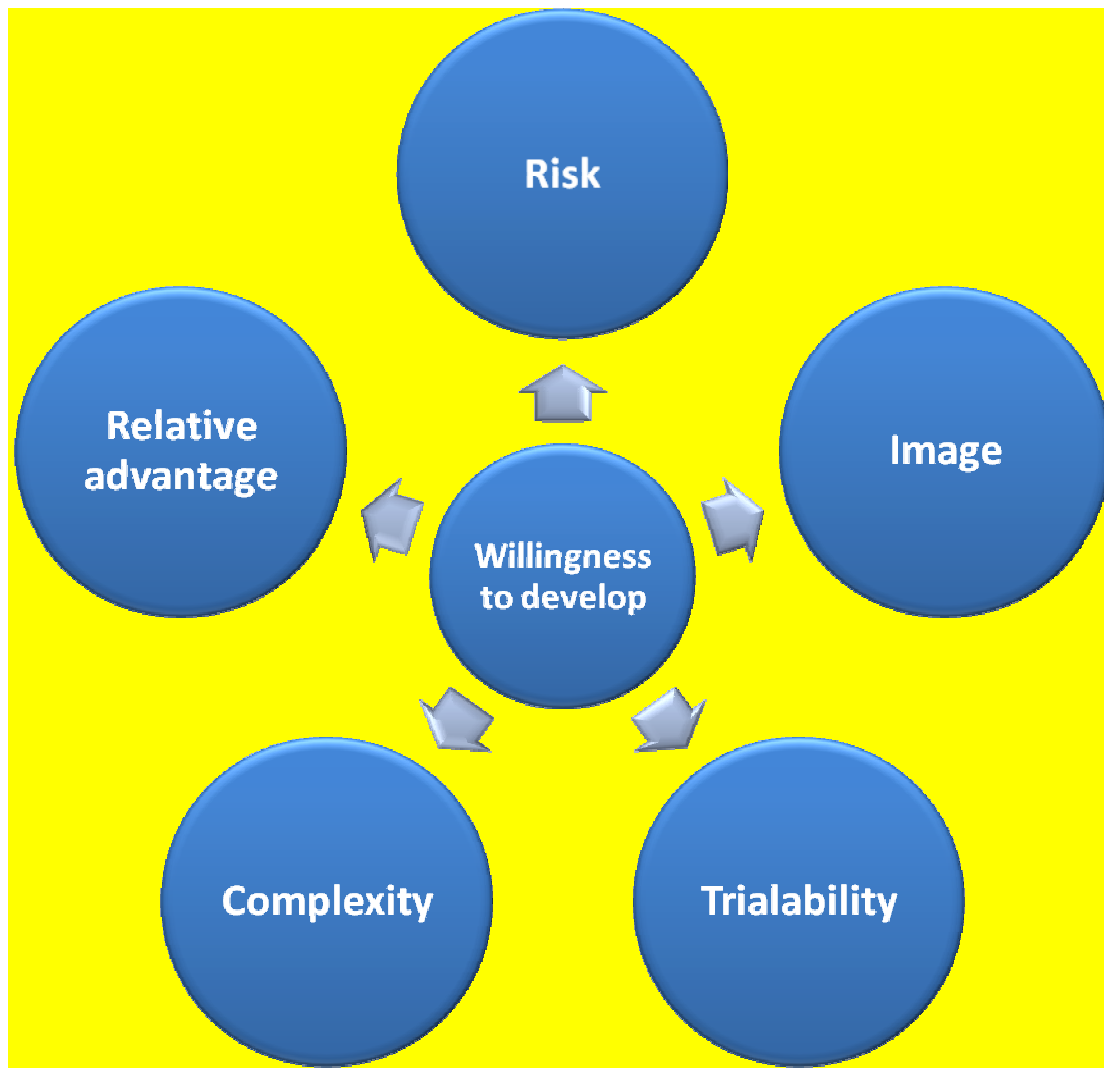 Risk
Relative
advantage
Image
Willingness
to develop
Complexity
Trialability